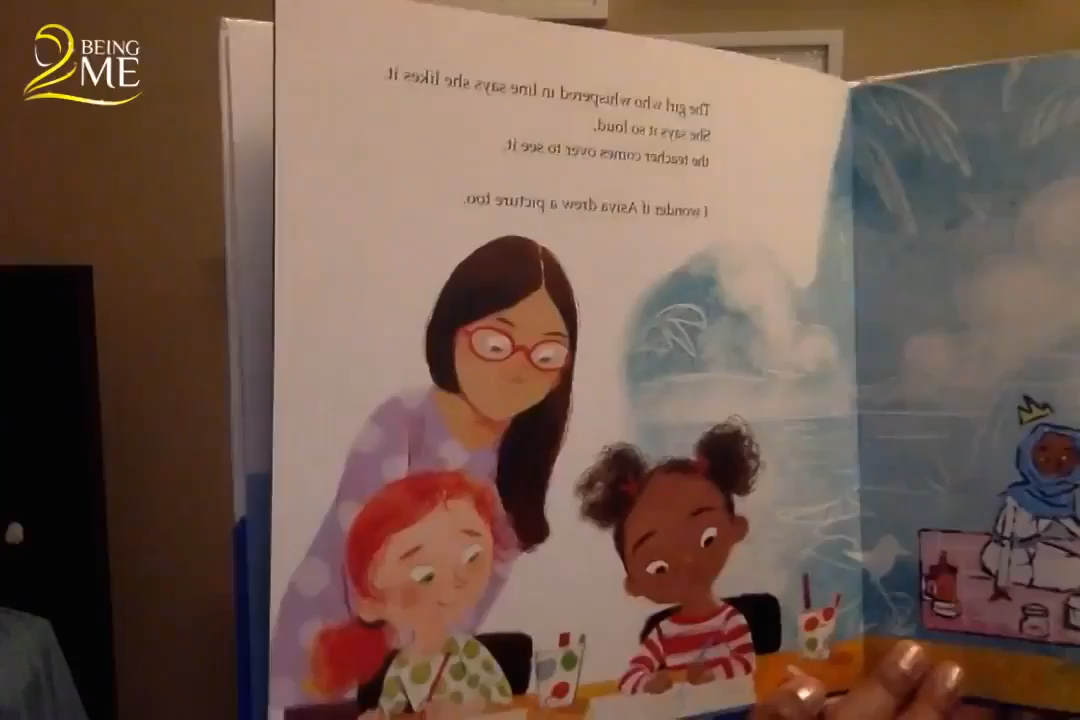 2 BEING
ME
The girl who whispered in line says she likes it.
She says it so loud,
the teacher comes over to see it.
I wonder if Asiya drew a picture too.